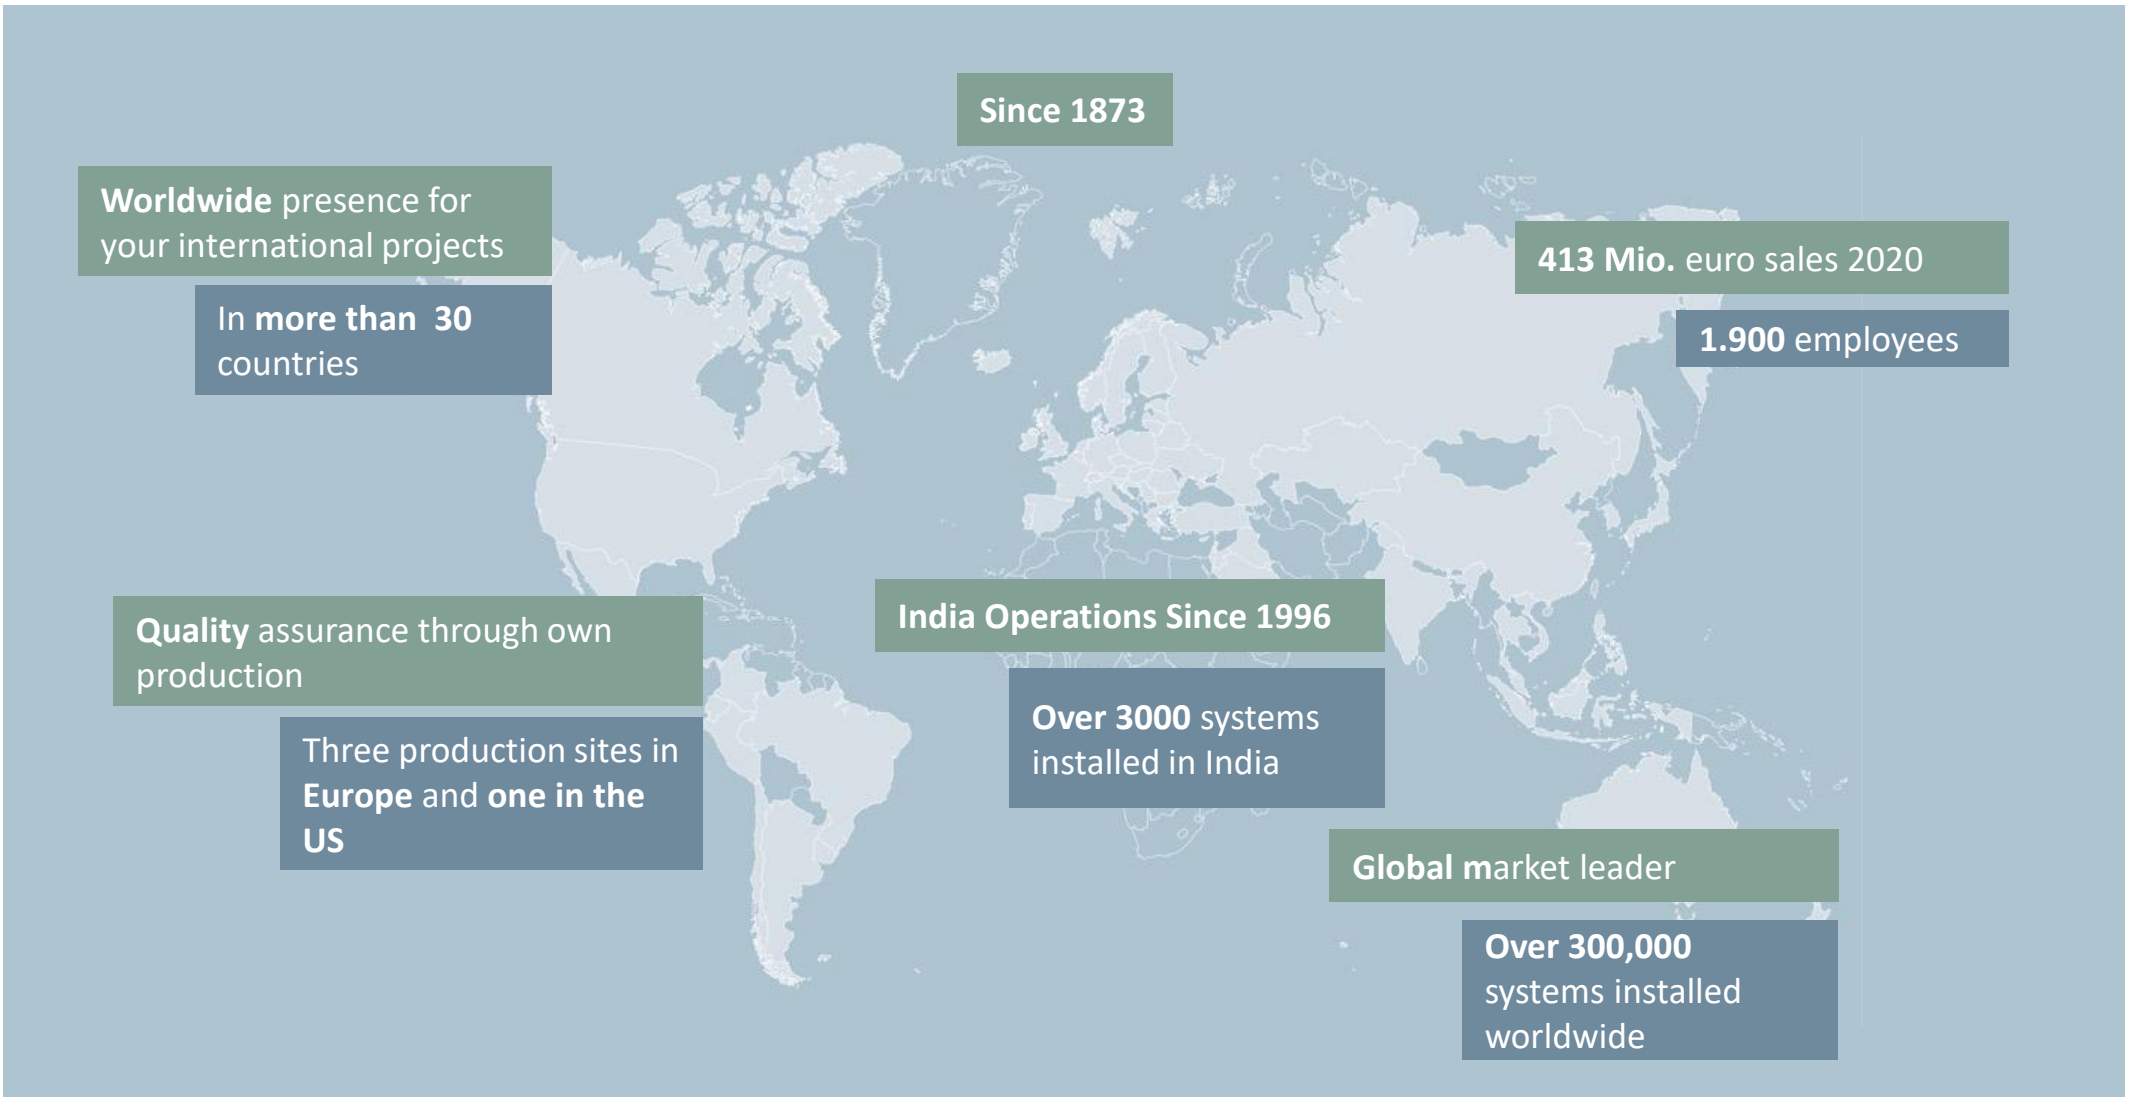 Since 1873
Worldwide presence for
your international projects
In more than  30
countries
413 Mio. euro sales 2020
1.900 employees
Quality assurance through own
production
Three production sites in
Europe and one in the
US
India Operations Since 1996
Over 3000 systems
installed in India
Global market leader
Over 300,000
systems installed
worldwide